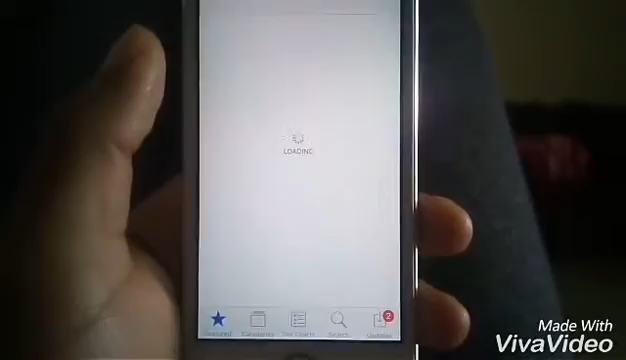 LOADING
Featured Categories Top Charts Search Updates
2
Made With
VivaVideo